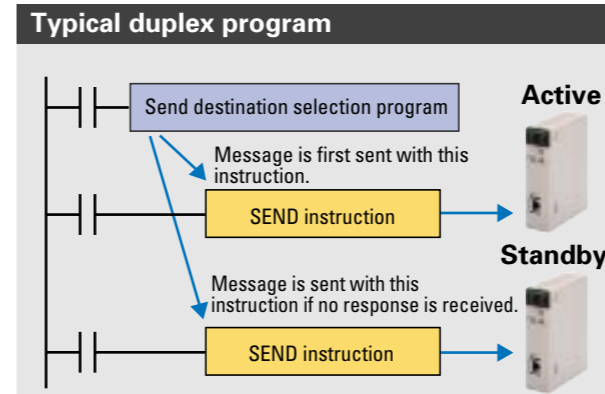 Typical duplex program
Send destination selection program
Active
Message is first sent with this
instruction.
SEND instruction
Standby
Message is sent with this
instruction if no response is received.
SEND instruction